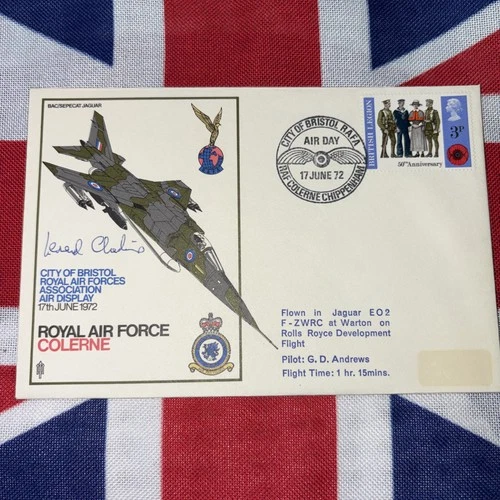 BAC/SEPECAT JAGUAR
CITY OF BRISTOL
ROYAL AIR FORCES
ASSOCIATION
AIR DISPLAY
17th JUNE 1972
ROYAL AIR FORCE
COLERNE
CITY OF BRISTOL RAFA
AIR DAY
17 JUNE 72
RAF COLERNE CHIPPENHAM
BRITISH LEGION
3P
50th Anniversary
Flown in Jaguar EO2
F-ZWRC at Warton on
Rolls Royce Development
Flight
Pilot: G. D. Andrews
Flight Time: 1 hr. 15mins.